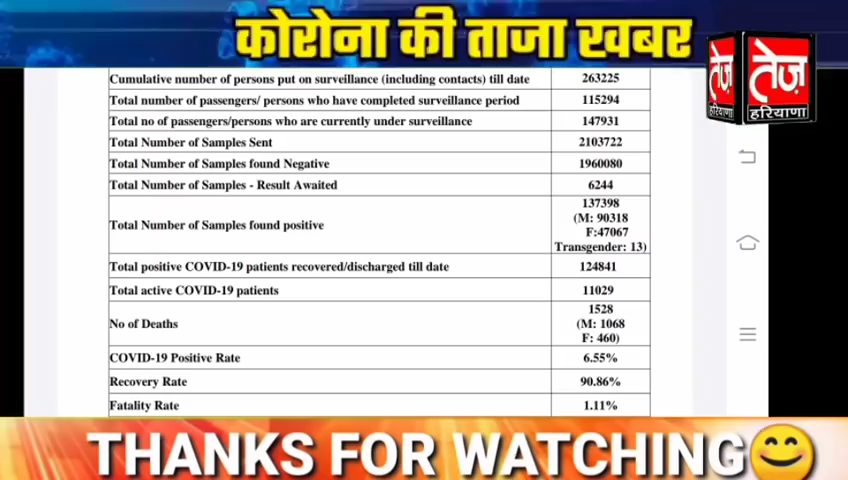 कोरोना की ताजा खबर
तेज़
हरियाणा
तेज़
हरियाणा
Cumulative number of persons put on surveillance (including contacts) till date 263225
Total number of passengers/ persons who have completed surveillance period 115294
Total no of passengers/persons who are currently under surveillance 147931
Total Number of Samples Sent 2103722
Total Number of Samples found Negative 1960080
Total Number of Samples - Result Awaited 6244
Total Number of Samples found positive 137398
(M: 90318
F:47067
Transgender: 13)
Total positive COVID-19 patients recovered/discharged till date 124841
Total active COVID-19 patients 11029
No of Deaths 1528
(M: 1068
F: 460)
COVID-19 Positive Rate 6.55%
Recovery Rate 90.86%
Fatality Rate 1.11%
THANKS FOR WATCHING😊